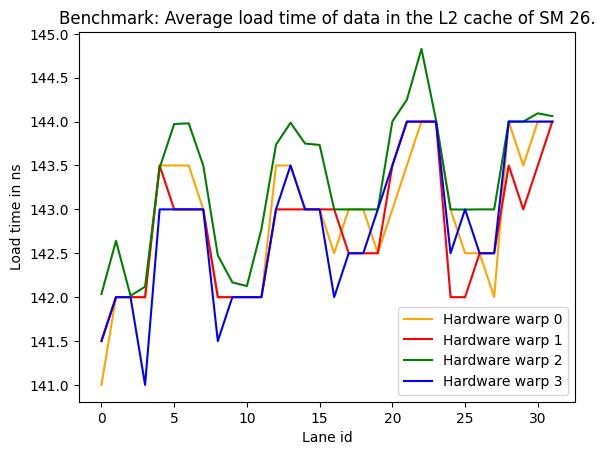 Benchmark: Average load time of data in the L2 cache of SM 26.
145.0
144.5
144.0
143.5
143.0
142.5
142.0
141.5
141.0
Load time in ns
Hardware warp 0
Hardware warp 1
Hardware warp 2
Hardware warp 3
0 5 10 15 20 25 30
Lane id